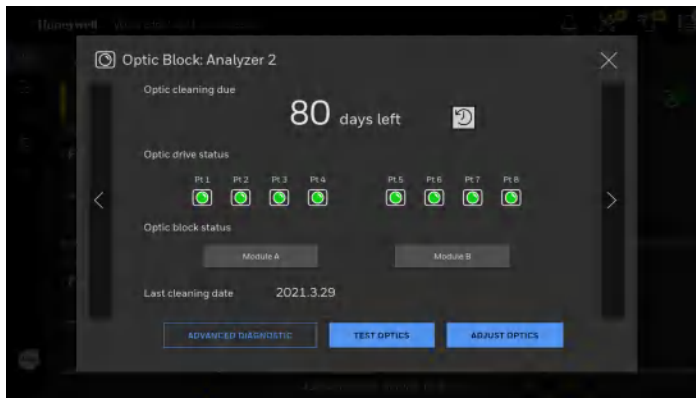 Honeywell
Optic Block: Analyzer 2
Optic cleaning due
80 days left
Optic drive status
Pt 1 Pt 2 Pt 3 Pt 4 Pt 5 Pt 6 Pt 7 Pt 8
Optic block status
Module A Module B
Last cleaning date 2021.3.29
ADVANCED DIAGNOSTIC TEST OPTICS ADJUST OPTICS